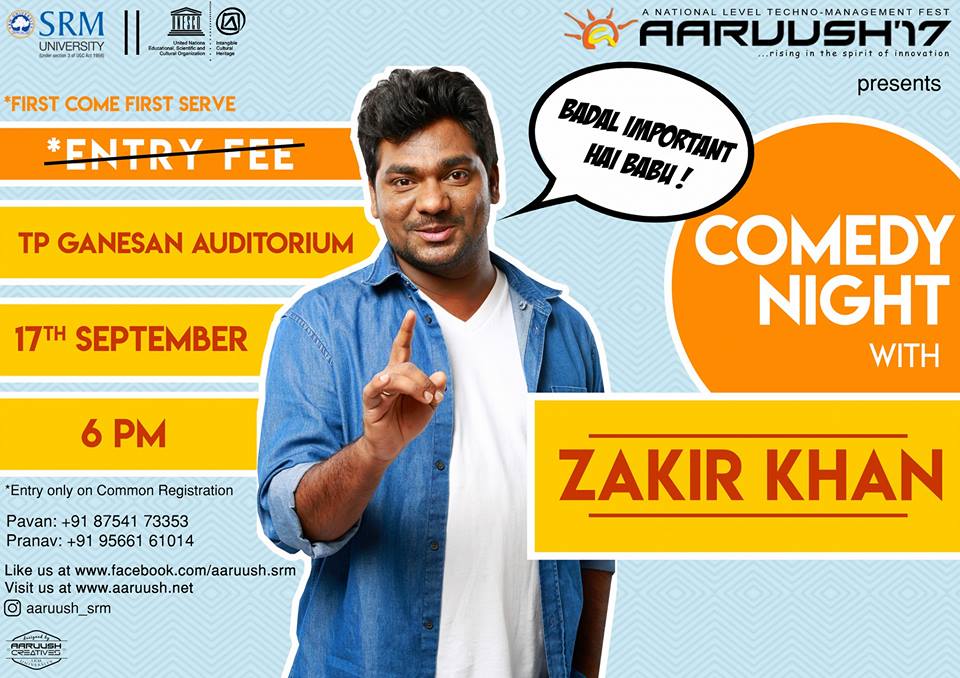 SRM
UNIVERSITY
(Under section 3 of UGC Act 1956)
UNESCO
United Nations
Educational, Scientific and
Cultural Organization
Intangible
Cultural
Heritage
A NATIONAL LEVEL TECHNO-MANAGEMENT FEST
AARUUSH'17
...rising in the spirit of innovation
presents
*FIRST COME FIRST SERVE
*ENTRY FEE
TP GANESAN AUDITORIUM
17TH SEPTEMBER
6 PM
BADAL IMPORTANT
HAI BABU !
COMEDY
NIGHT
WITH
ZAKIR KHAN
*Entry only on Common Registration
Pavan: +91 87541 73353
Pranav: +91 95661 61014
Like us at www.facebook.com/aaruush.srm
Visit us at www.aaruush.net
aaruush_srm
designed by
AARUUSH
CREATIVES